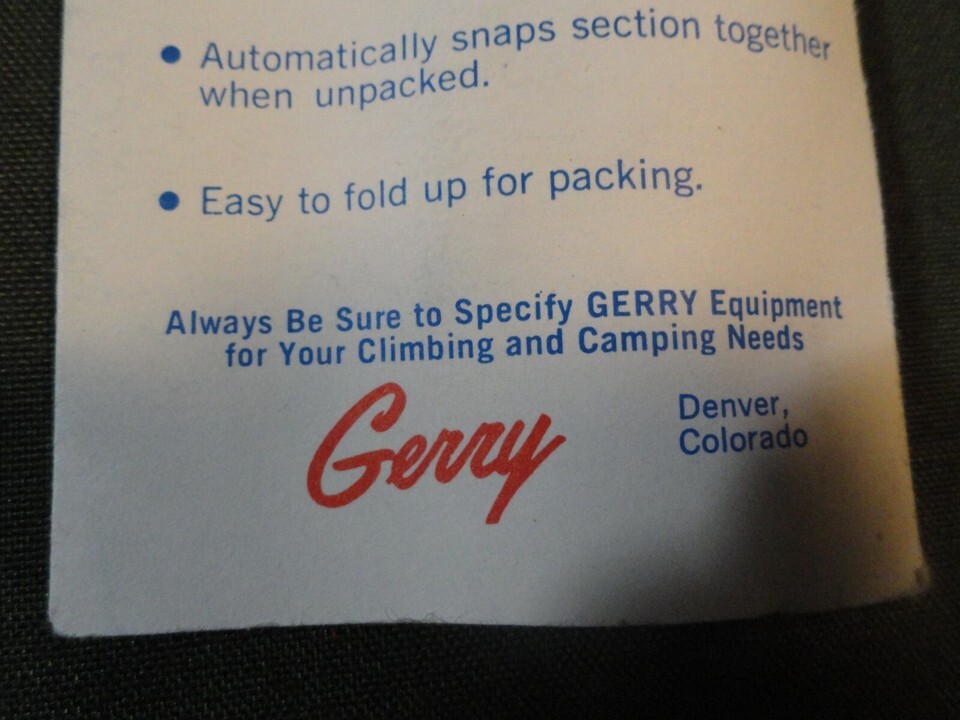 • Automatically snaps section together
when unpacked.
• Easy to fold up for packing.
Always Be Sure to Specify GERRY Equipment
for Your Climbing and Camping Needs
Gerry
Denver,
Colorado